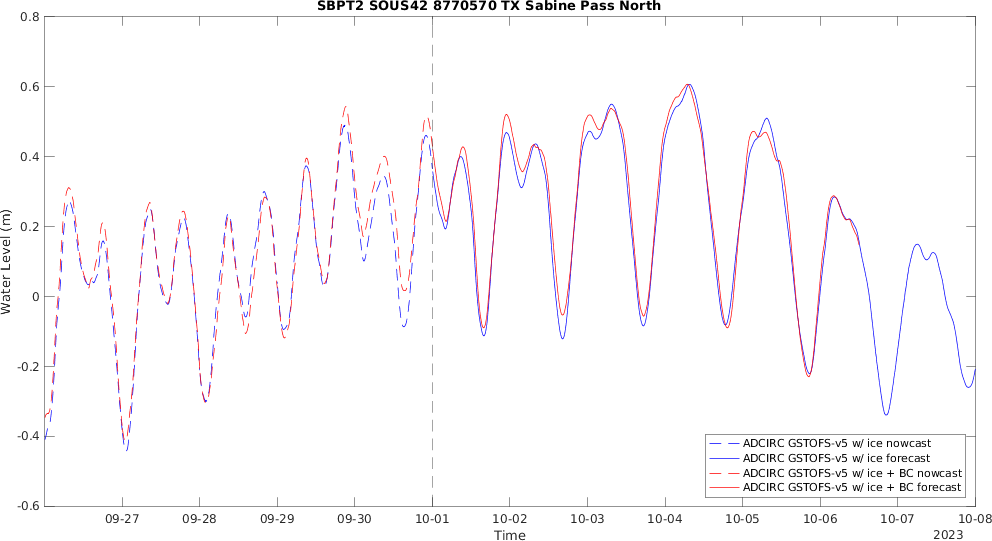 SBPT2 SOUS42 8770570 TX Sabine Pass North
0.8
0.6
0.4
0.2
0
-0.2
-0.4
-0.6
Water Level (m)
09-27 09-28 09-29 09-30 10-01 10-02 10-03 10-04 10-05 10-06 10-07 10-08
Time
2023
ADCIRC GSTOFS-v5 w/ ice nowcast
ADCIRC GSTOFS-v5 w/ ice forecast
ADCIRC GSTOFS-v5 w/ ice + BC nowcast
ADCIRC GSTOFS-v5 w/ ice + BC forecast